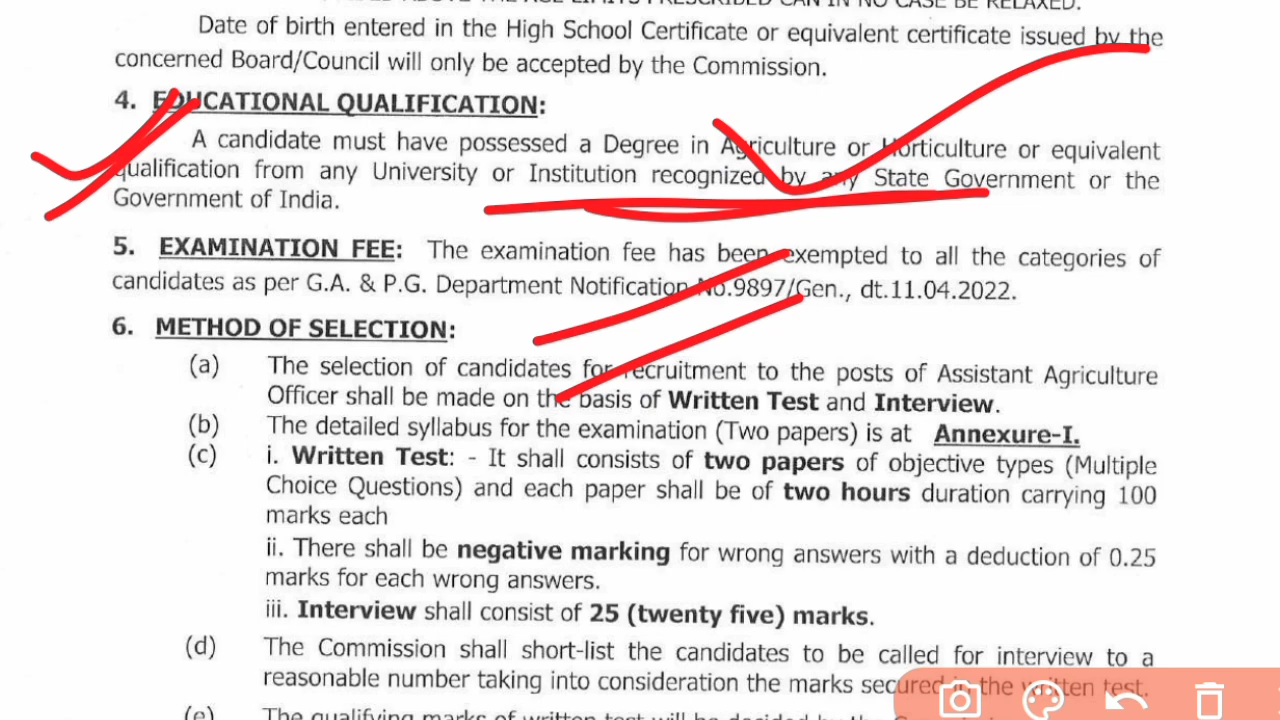 ABOVE THE AGE LIMITS PRESCRIBED CAN IN NO CASE BE RELAXED.
Date of birth entered in the High School Certificate or equivalent certificate issued by the
concerned Board/Council will only be accepted by the Commission.
4. EDUCATIONAL QUALIFICATION:
A candidate must have possessed a Degree in Agriculture or Horticulture or equivalent
qualification from any University or Institution recognized by any State Government or the
Government of India.
5. EXAMINATION FEE: The examination fee has been exempted to all the categories of
candidates as per G.A. & P.G. Department Notification No.9897/Gen., dt.11.04.2022.
6. METHOD OF SELECTION:
(a) The selection of candidates for recruitment to the posts of Assistant Agriculture
Officer shall be made on the basis of Written Test and Interview.
(b) The detailed syllabus for the examination (Two papers) is at Annexure-I.
(c) i. Written Test: - It shall consists of two papers of objective types (Multiple
Choice Questions) and each paper shall be of two hours duration carrying 100
marks each
ii. There shall be negative marking for wrong answers with a deduction of 0.25
marks for each wrong answers.
iii. Interview shall consist of 25 (twenty five) marks.
(d) The Commission shall short-list the candidates to be called for interview to a
reasonable number taking into consideration the marks secured in the written test.
(e) The qualifying marks of written test will be decided by the